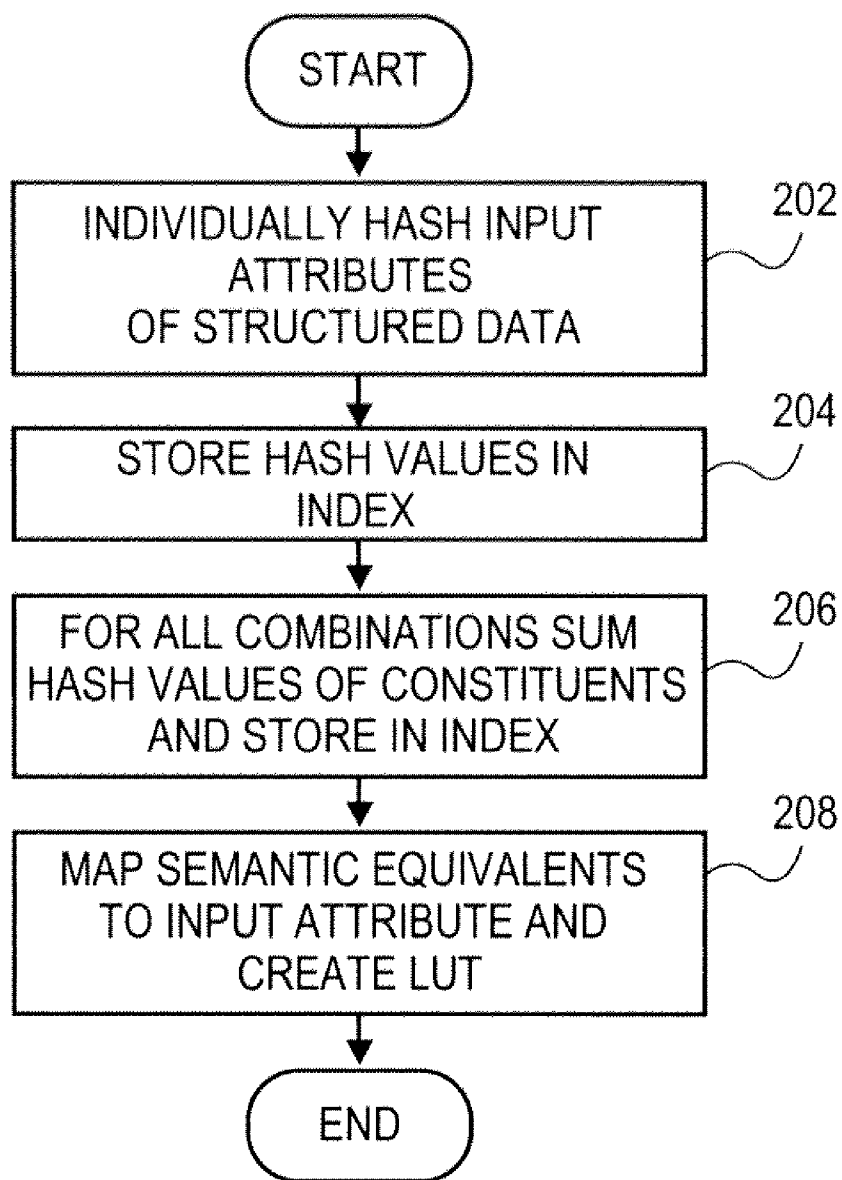 START
INDIVIDUALLY HASH INPUT
ATTRIBUTES
OF STRUCTURED DATA
202
STORE HASH VALUES IN
INDEX
204
FOR ALL COMBINATIONS SUM
HASH VALUES OF CONSTITUENTS
AND STORE IN INDEX
206
MAP SEMANTIC EQUIVALENTS
TO INPUT ATTRIBUTE AND
CREATE LUT
208
END